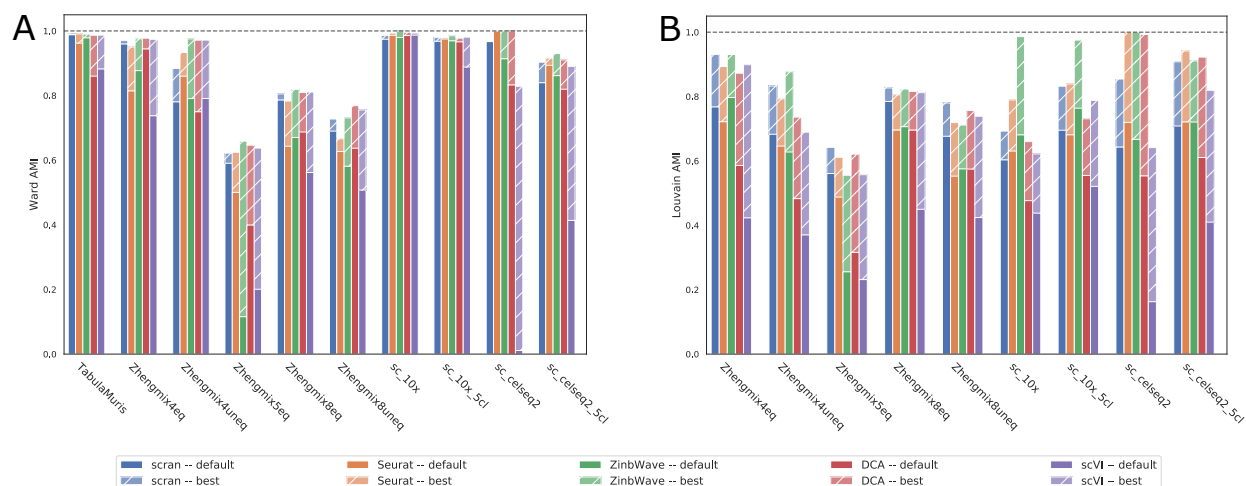 A
Ward AMI
1.0
0.8
0.6
0.4
0.2
0.0
TabulaMuris
Zhengmix4eq
Zhengmix4uneq
Zhengmix5eq
Zhengmix8eq
Zhengmix8uneq
sc_10x
sc_10x_5cl
sc_celseq2
sc_celseq2_5cl
B
Louvain AMI
1.0
0.8
0.6
0.4
0.2
0.0
Zhengmix4eq
Zhengmix4uneq
Zhengmix5eq
Zhengmix8eq
Zhengmix8uneq
sc_10x
sc_10x_5cl
sc_celseq2
sc_celseq2_5cl
scran -- default
scran -- best
Seurat -- default
Seurat -- best
ZinbWave -- default
ZinbWave -- best
DCA -- default
DCA -- best
scVI – default
scVI – best